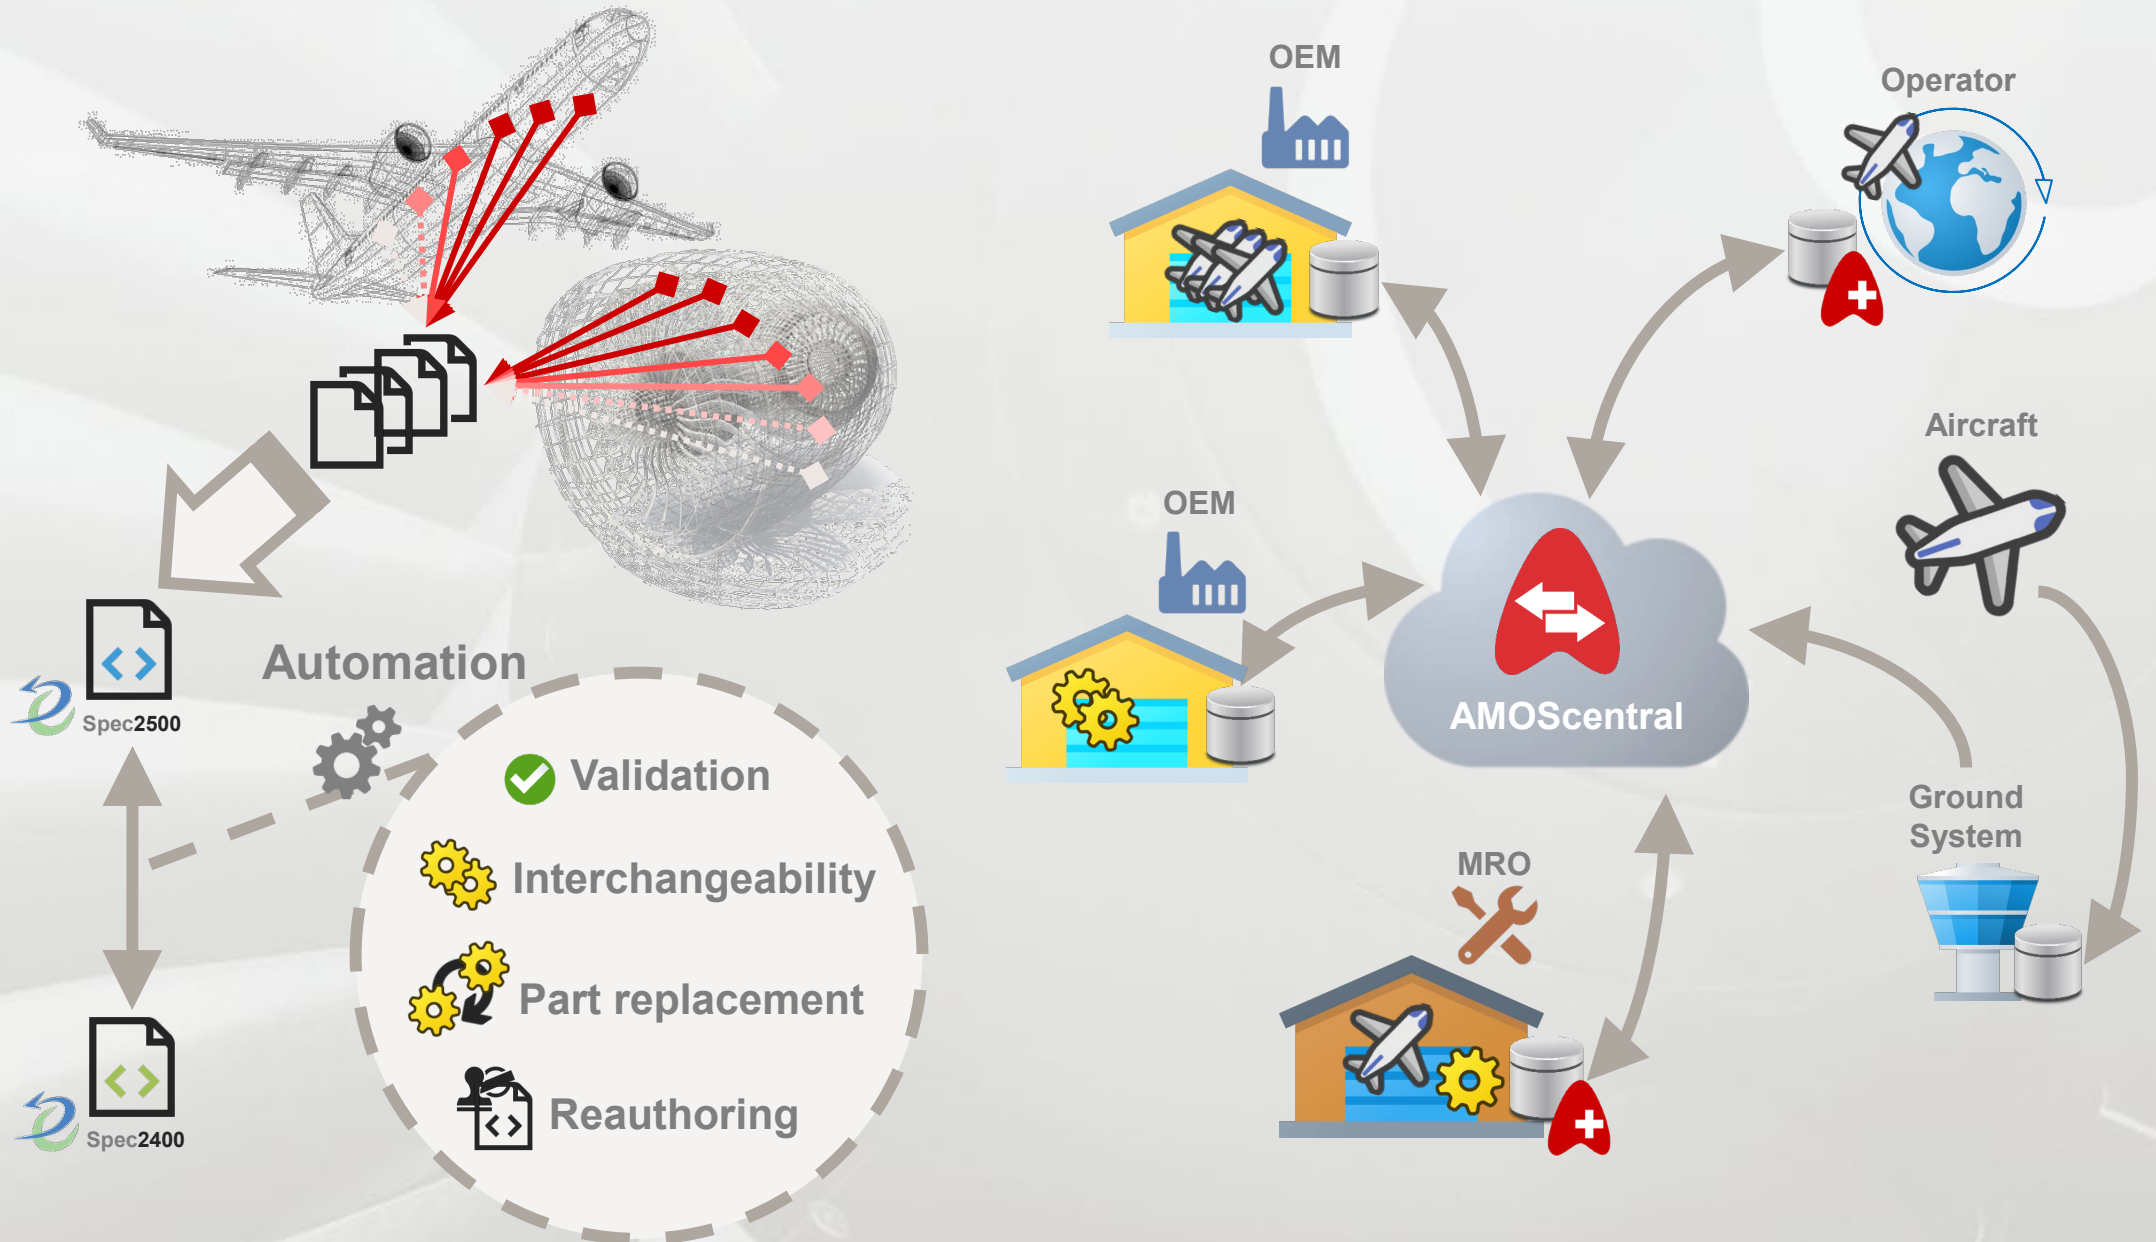 OEM
Operator
Aircraft
OEM
Automation
Spec2500
AMOScentral
Validation
Ground
System
MRO
Interchangeability
Part replacement
Reauthoring
Spec2400